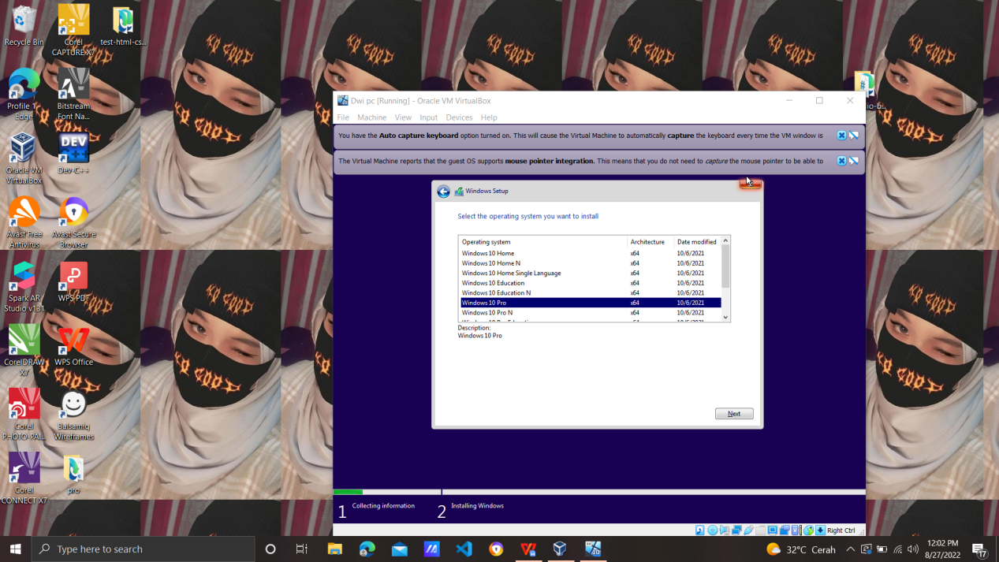 Recycle Bin
Corel
CAPTURE X7
test-html-cs...
Profile 1 -
Edge
Bitstream
Font Na...
Oracle VM
VirtualBox
DEV
Dev-C++
Avast Free
Antivirus
Avast Secure
Browser
Spark AR
Studio v131
WPS PDF
CorelDRAW
X7
WPS Office
Corel
PHOTO-PAI...
Balsamiq
Wireframes
Corel
CONNECT X7
pro
Dwi pc [Running] - Oracle VM VirtualBox
File Machine View Input Devices Help
You have the Auto capture keyboard option turned on. This will cause the Virtual Machine to automatically capture the keyboard every time the VM window is
The Virtual Machine reports that the guest OS supports mouse pointer integration. This means that you do not need to capture the mouse pointer to be able to
Windows Setup
Select the operating system you want to install
Operating system Architecture Date modified
Windows 10 Home x64 10/6/2021
Windows 10 Home N x64 10/6/2021
Windows 10 Home Single Language x64 10/6/2021
Windows 10 Education x64 10/6/2021
Windows 10 Education N x64 10/6/2021
Windows 10 Pro x64 10/6/2021
Windows 10 Pro N x64 10/6/2021
Description:
Windows 10 Pro
Next
1 Collecting information 2 Installing Windows
Right Ctrl
Type here to search
32°C Cerah
12:02 PM
8/27/2022
17